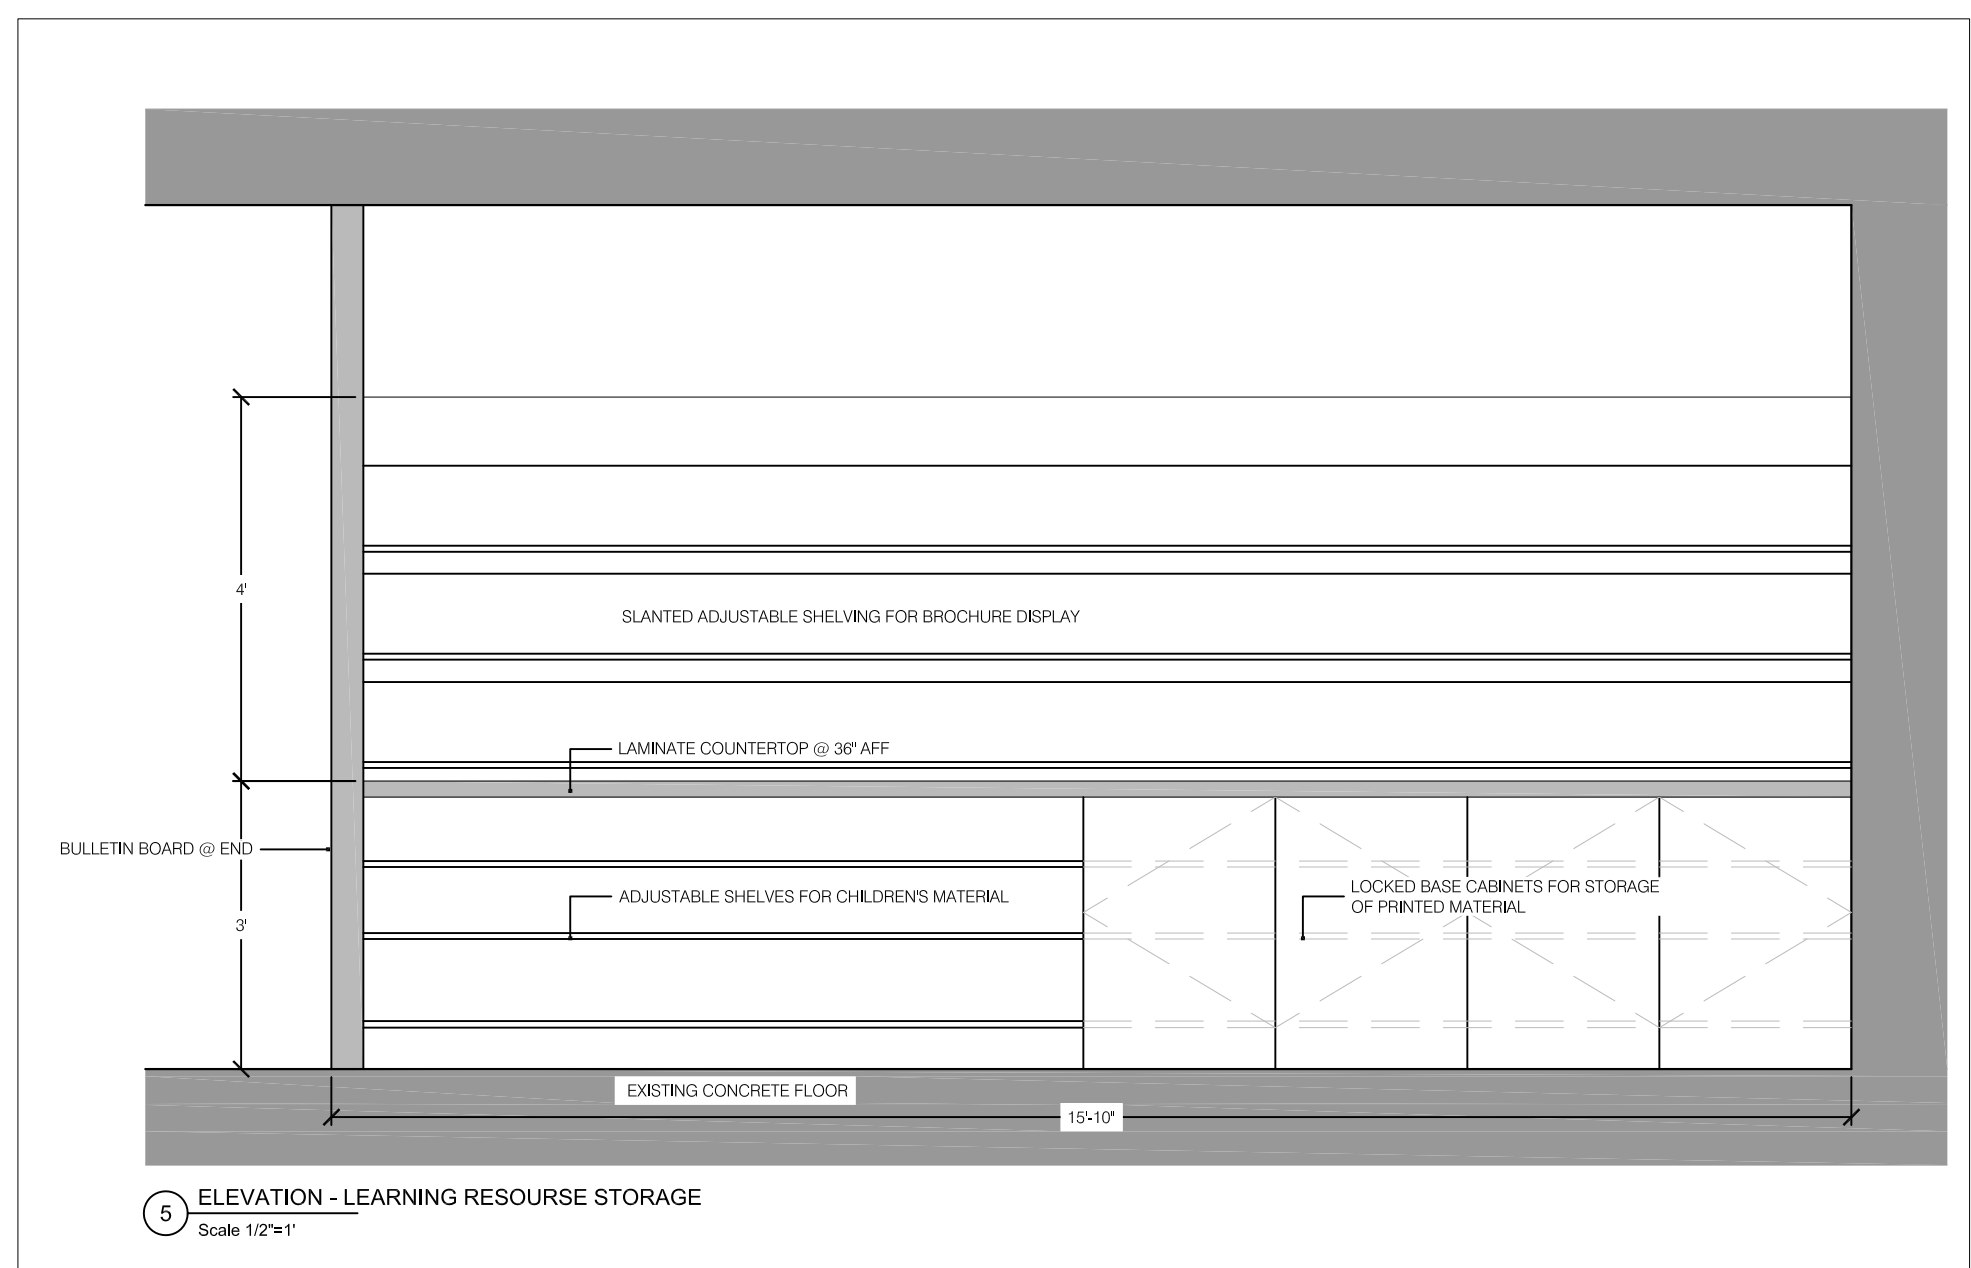 4'
SLANTED ADJUSTABLE SHELVING FOR BROCHURE DISPLAY
LAMINATE COUNTERTOP @ 36" AFF
BULLETIN BOARD @ END
ADJUSTABLE SHELVES FOR CHILDREN'S MATERIAL
LOCKED BASE CABINETS FOR STORAGE
OF PRINTED MATERIAL
3'
EXISTING CONCRETE FLOOR
15'-10"
5
ELEVATION - LEARNING RESOURSE STORAGE
Scale 1/2"=1'